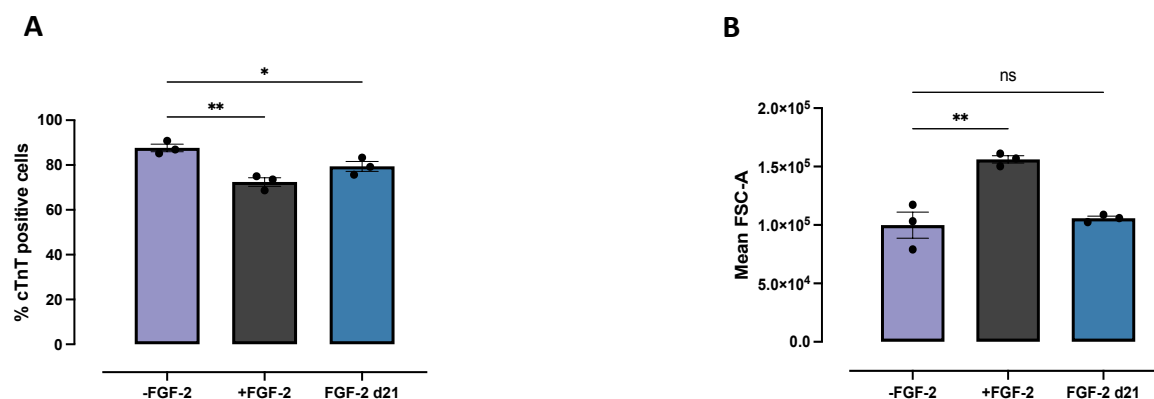 A
*
**
% cTnT positive cells
100
80
60
40
20
0
-FGF-2 +FGF-2 FGF-2 d21
B
ns
**
Mean FSC-A
2.0×10⁵
1.5×10⁵
1.0×10⁵
5.0×10⁴
0.0
-FGF-2 +FGF-2 FGF-2 d21